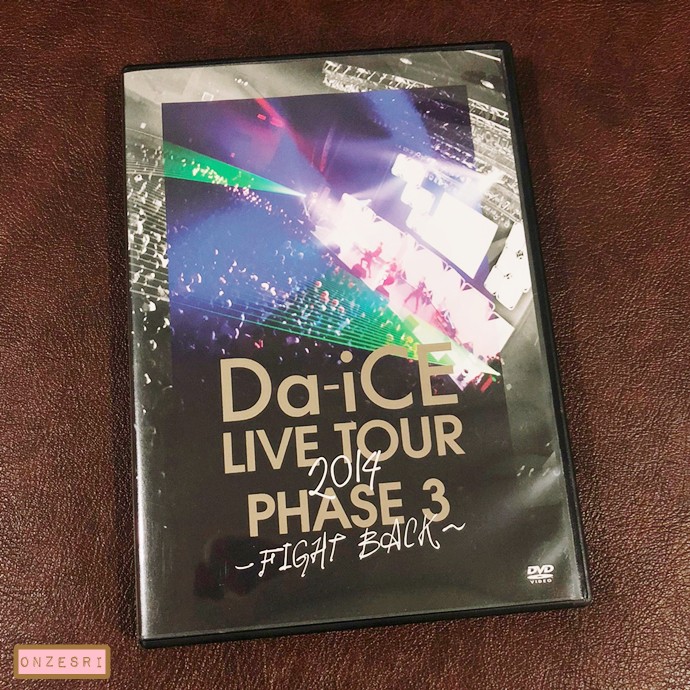 Da-iCE
LIVE TOUR
2014
PHASE 3
~FIGHT BACK~
DVD
VIDEO
ONZESRI